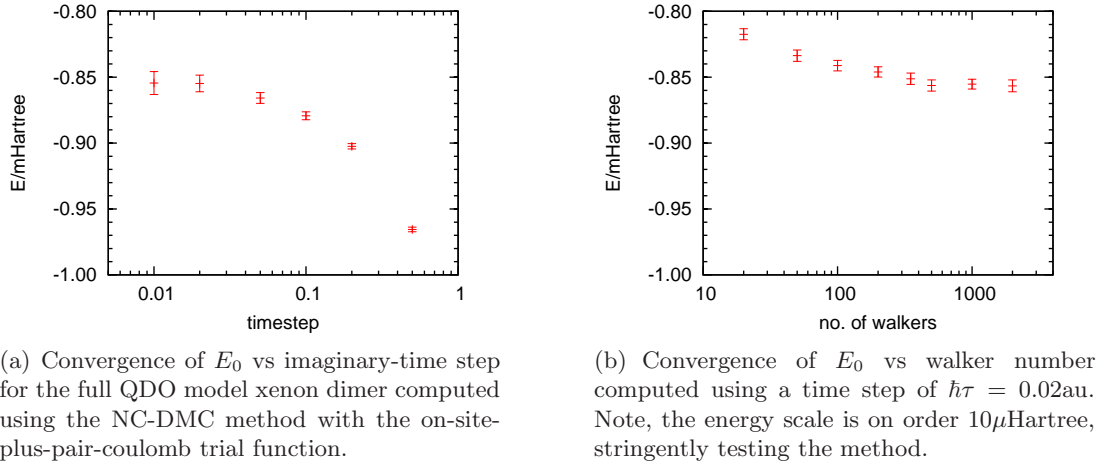 -0.80
-0.85
-0.90
-0.95
-1.00
E/mHartree
0.01
0.1
1
timestep
-0.80
-0.85
-0.90
-0.95
-1.00
E/mHartree
10
100
1000
no. of walkers
(a) Convergence of E₀ vs imaginary-time step
for the full QDO model xenon dimer computed
using the NC-DMC method with the on-site-
plus-pair-coulomb trial function.
(b) Convergence of E₀ vs walker number
computed using a time step of ℏτ = 0.02au.
Note, the energy scale is on order 10μHartree,
stringently testing the method.